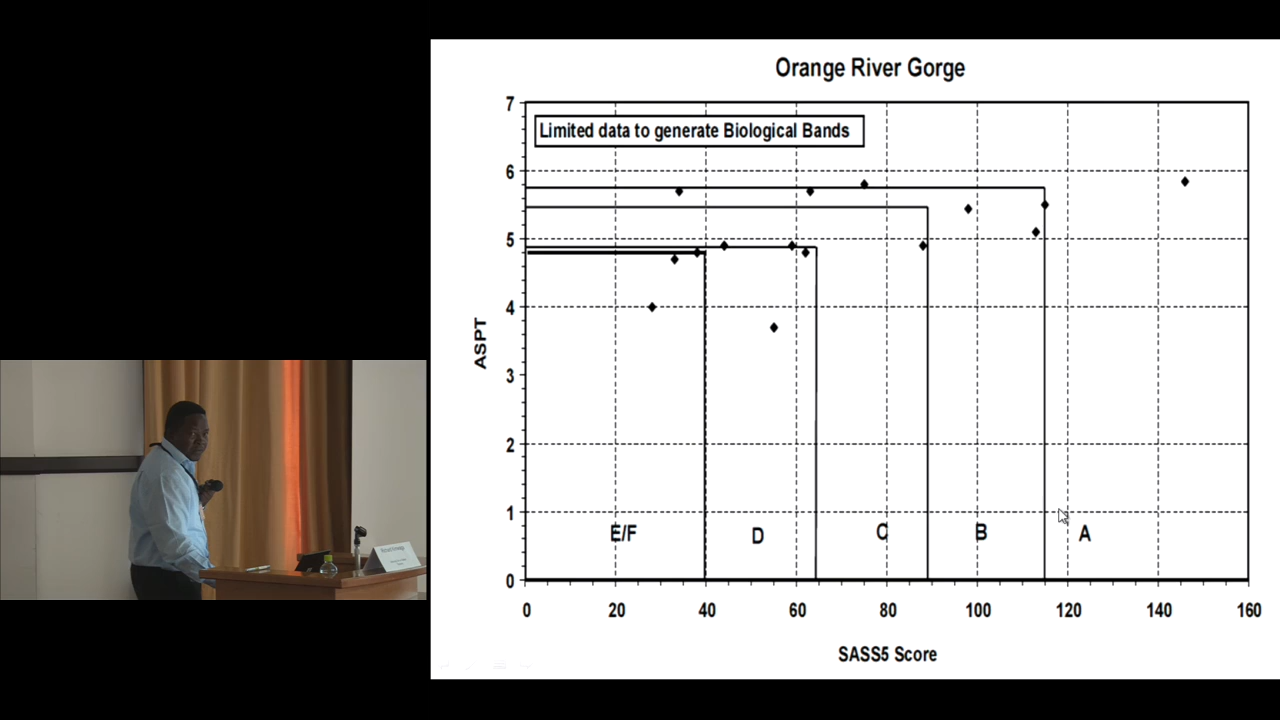 Orange River Gorge
Limited data to generate Biological Bands
7
6
5
4
3
2
1
0
ASPT
E/F
D
C
B
A
0 20 40 60 80 100 120 140 160
SASS5 Score